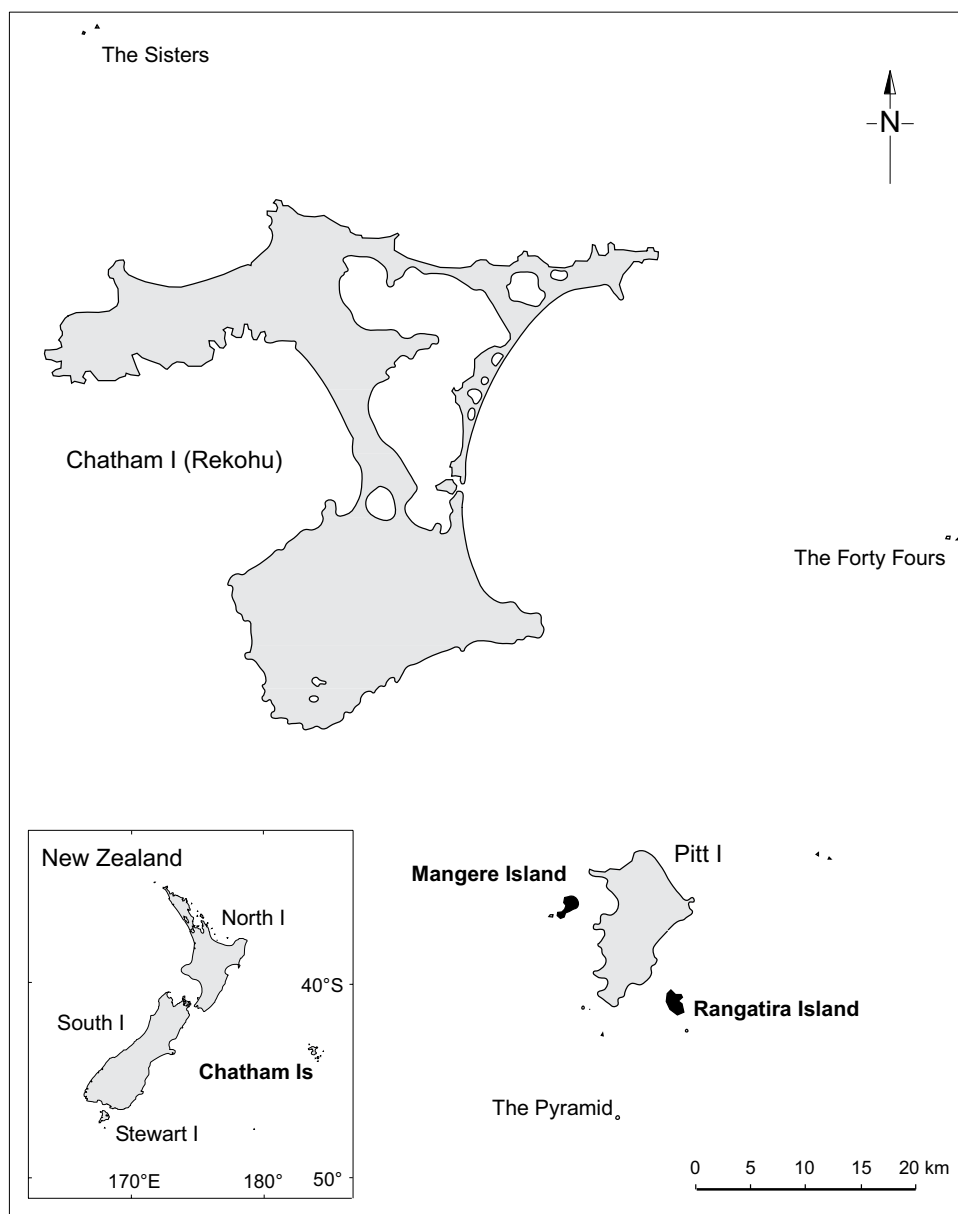 The Sisters
N
Chatham I (Rekohu)
The Forty Fours
New Zealand
North I
40°S
South I
Chatham Is
Stewart I
170°E 180° 50°
Pitt I
Mangere Island
Rangatira Island
The Pyramid
0 5 10 15 20 km